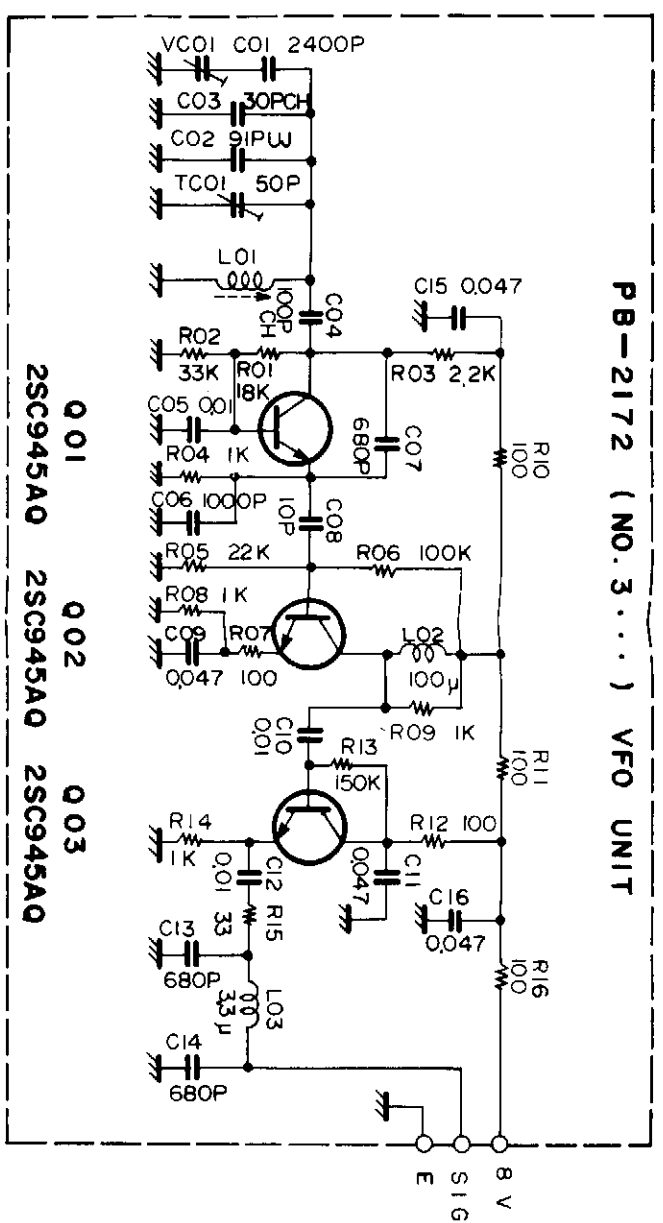 PB-2172 (NO. 3...) VFO UNIT
VC01 C01 2400P
C03 30PCH
C02 91PUJ
TC01 50P
L01
C04
100P
CH
C15 0.047
R02
33K
R01
18K
R03 2.2K
C05 0.01
R04 1K
C07
680P
R10
100
C06 1000P
C08
10P
R05 22K
R06 100K
R08 1K
C09
0.047
R07
100
L02
100μ
R09 1K
C10
0.01
R13
150K
R11
100
R14
1K
R12 100
C12
0.01
C11
0.047
R15
33
C16
0.047
C13
680P
L03
3.3μ
R16
100
C14
680P
8V
SIG
E
Q01 Q02 Q03
2SC945AQ 2SC945AQ 2SC945AQ